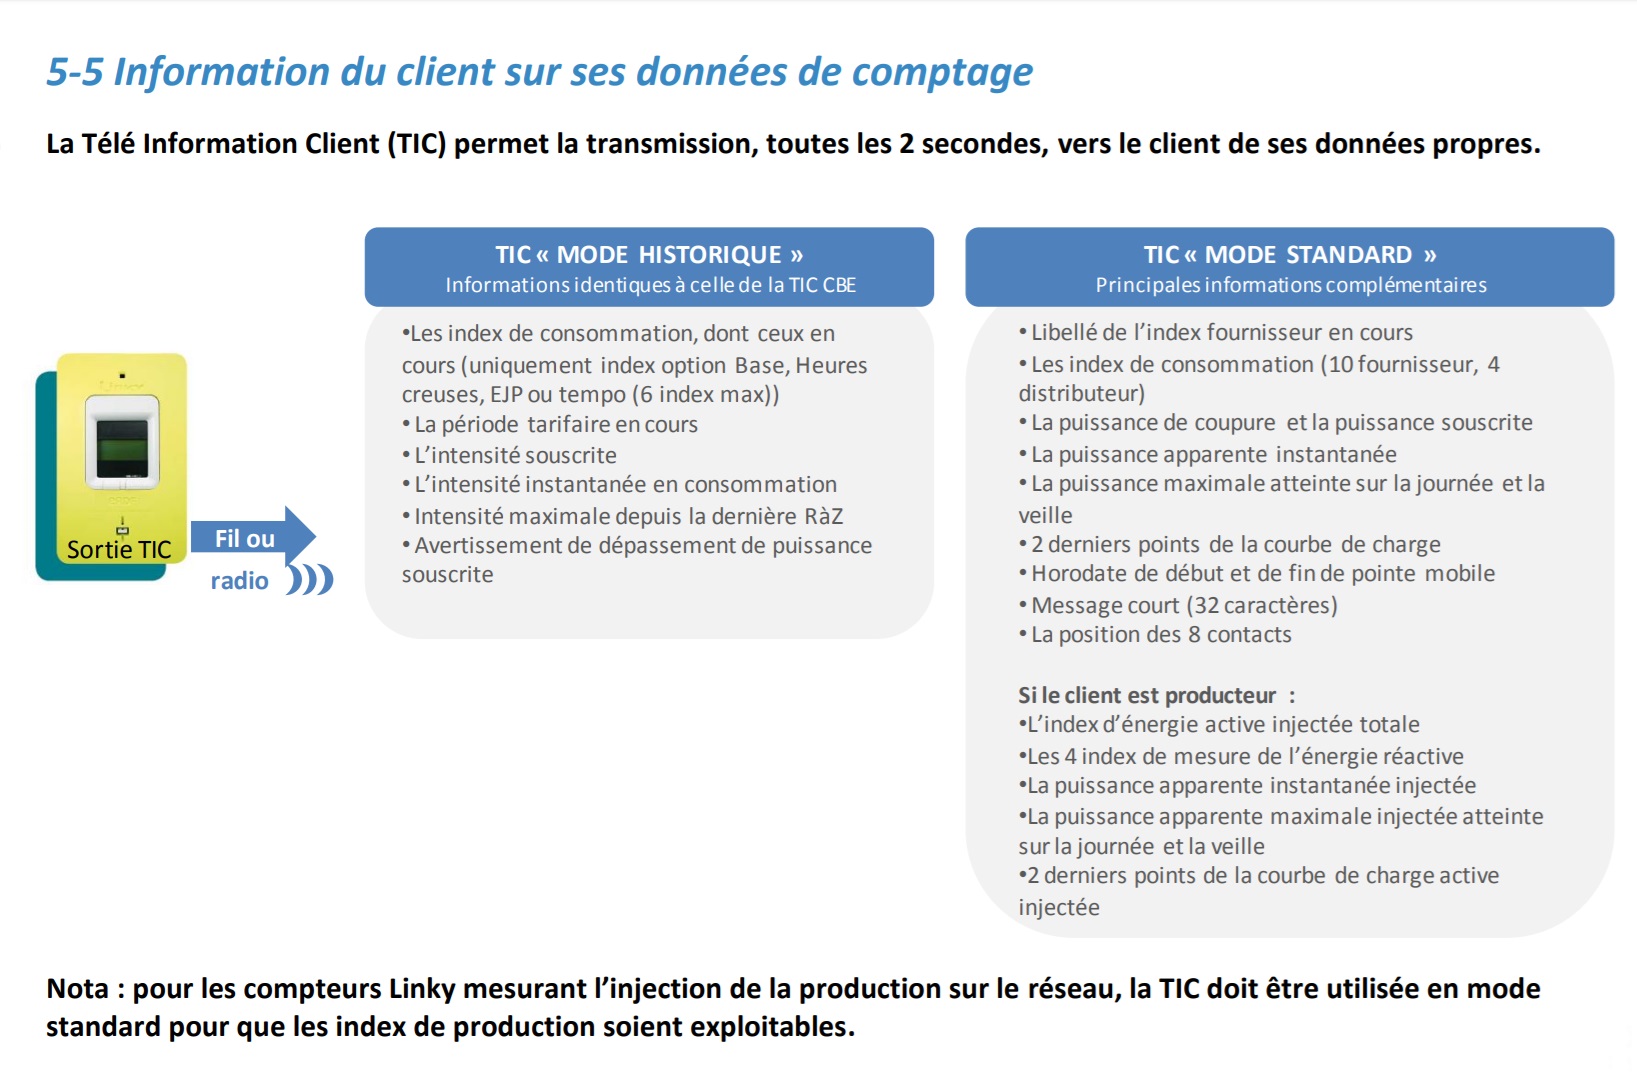 5-5 Information du client sur ses données de comptage
La Télé Information Client (TIC) permet la transmission, toutes les 2 secondes, vers le client de ses données propres.
Sortie TIC
Fil ou
radio
TIC « MODE HISTORIQUE »
Informations identiques à celle de la TIC CBE
•Les index de consommation, dont ceux en
cours (uniquement index option Base, Heures
creuses, EJP ou tempo (6 index max))
• La période tarifaire en cours
• L’intensité souscrite
• L’intensité instantanée en consommation
• Intensité maximale depuis la dernière RàZ
• Avertissement de dépassement de puissance
souscrite
TIC « MODE STANDARD »
Principales informations complémentaires
• Libellé de l’index fournisseur en cours
• Les index de consommation (10 fournisseur, 4
distributeur)
• La puissance de coupure et la puissance souscrite
• La puissance apparente instantanée
• La puissance maximale atteinte sur la journée et la
veille
• 2 derniers points de la courbe de charge
• Horodate de début et de fin de pointe mobile
• Message court (32 caractères)
• La position des 8 contacts
Si le client est producteur :
•L’index d’énergie active injectée totale
•Les 4 index de mesure de l’énergie réactive
•La puissance apparente instantanée injectée
•La puissance apparente maximale injectée atteinte
sur la journée et la veille
•2 derniers points de la courbe de charge active
injectée
Nota : pour les compteurs Linky mesurant l’injection de la production sur le réseau, la TIC doit être utilisée en mode
standard pour que les index de production soient exploitables.